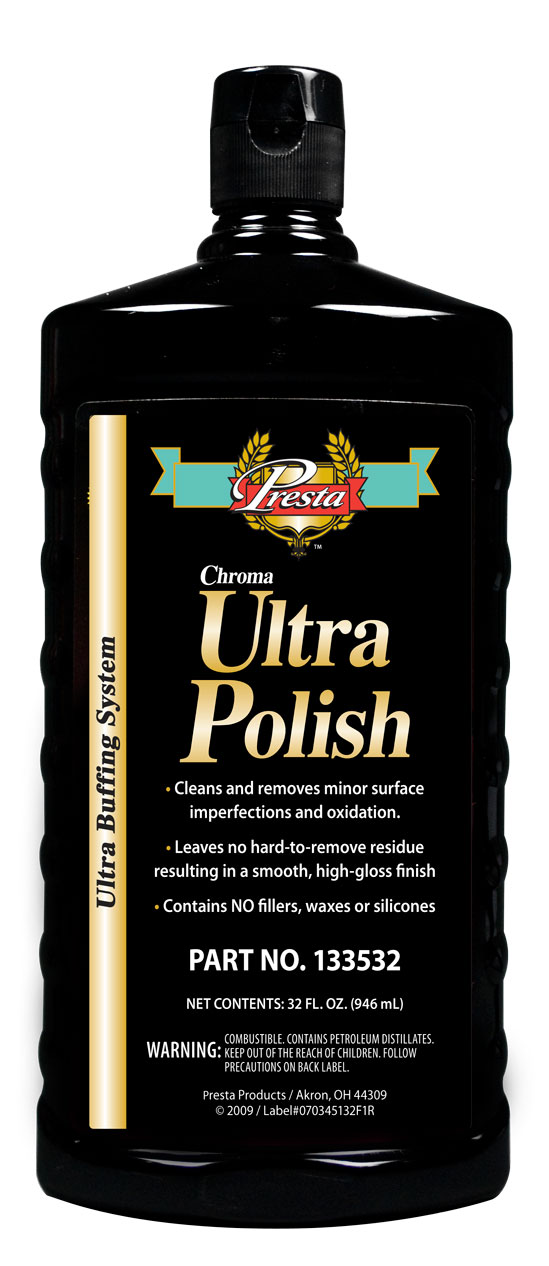 Presta
™
Chroma
Ultra
Polish
Ultra Buffing System
• Cleans and removes minor surface
imperfections and oxidation.
• Leaves no hard-to-remove residue
resulting in a smooth, high-gloss finish
• Contains NO fillers, waxes or silicones
PART NO. 133532
NET CONTENTS: 32 FL. OZ. (946 mL)
WARNING: COMBUSTIBLE. CONTAINS PETROLEUM DISTILLATES.
KEEP OUT OF THE REACH OF CHILDREN. FOLLOW
PRECAUTIONS ON BACK LABEL.
Presta Products / Akron, OH 44309
© 2009 / Label#070345132F1R